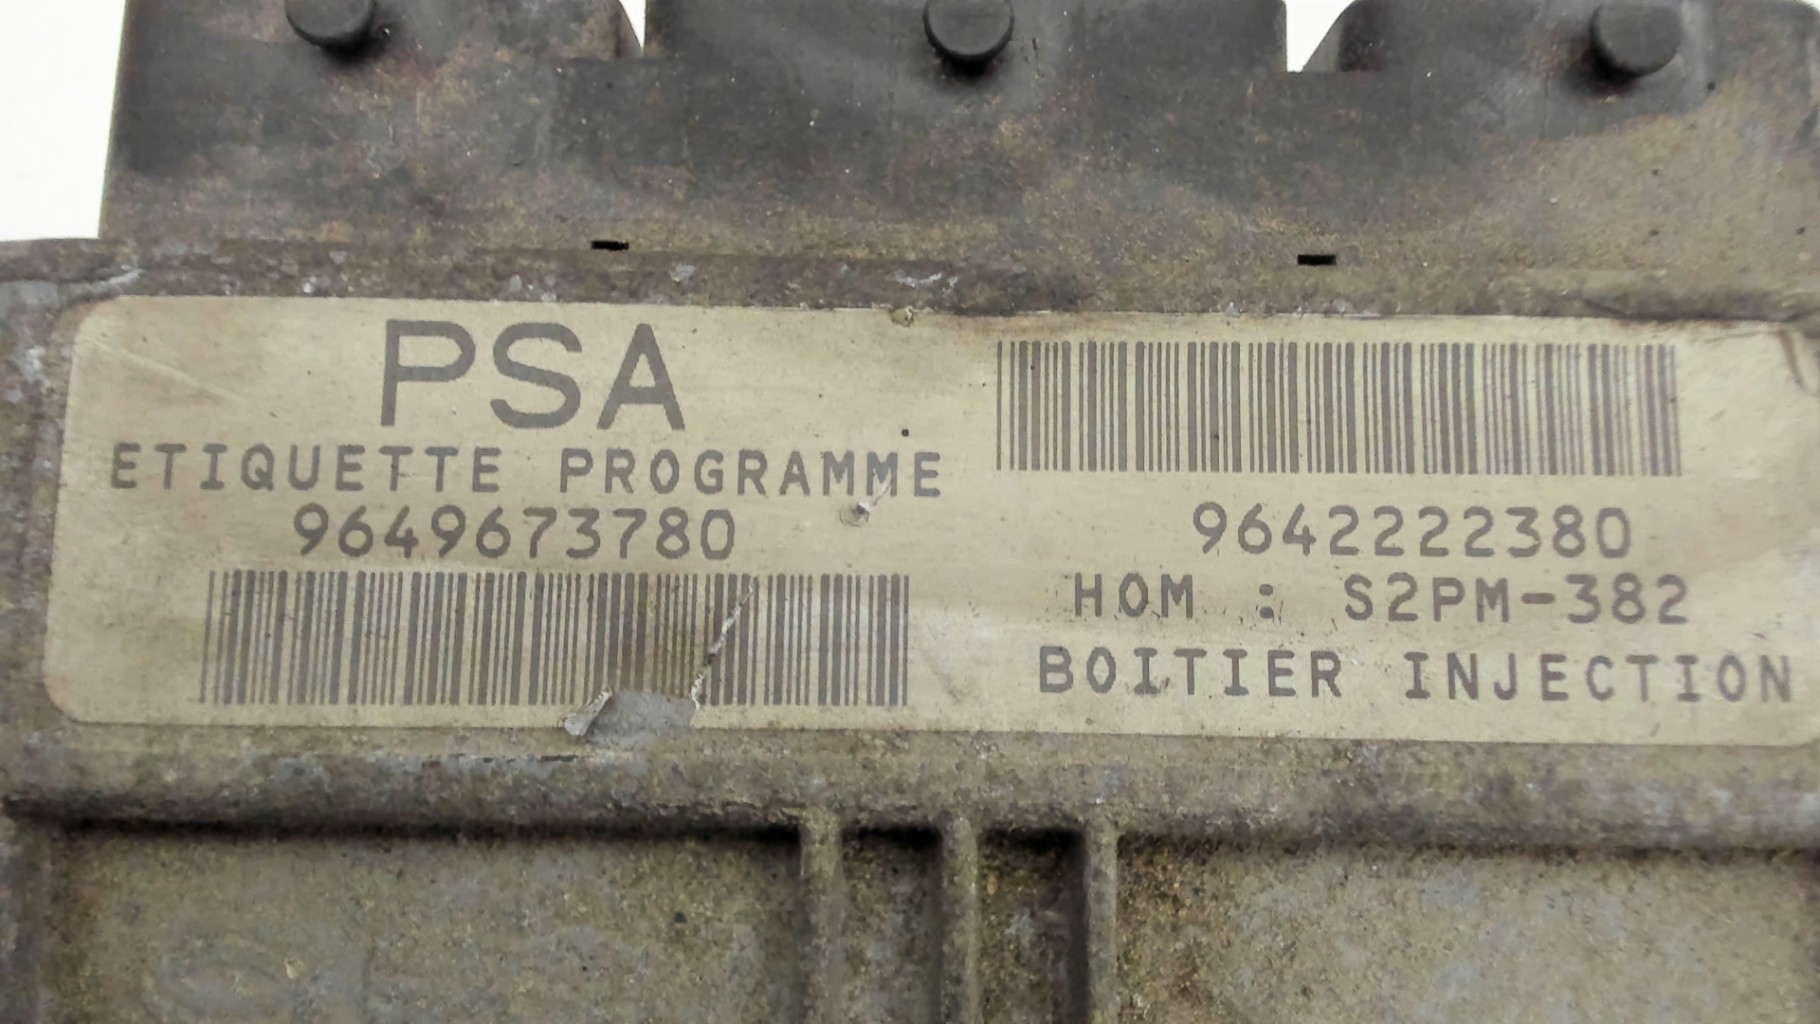 PSA
ETIQUETTE PROGRAMME
9649673780
9642222380
HOM : S2PM-382
BOITIER INJECTION